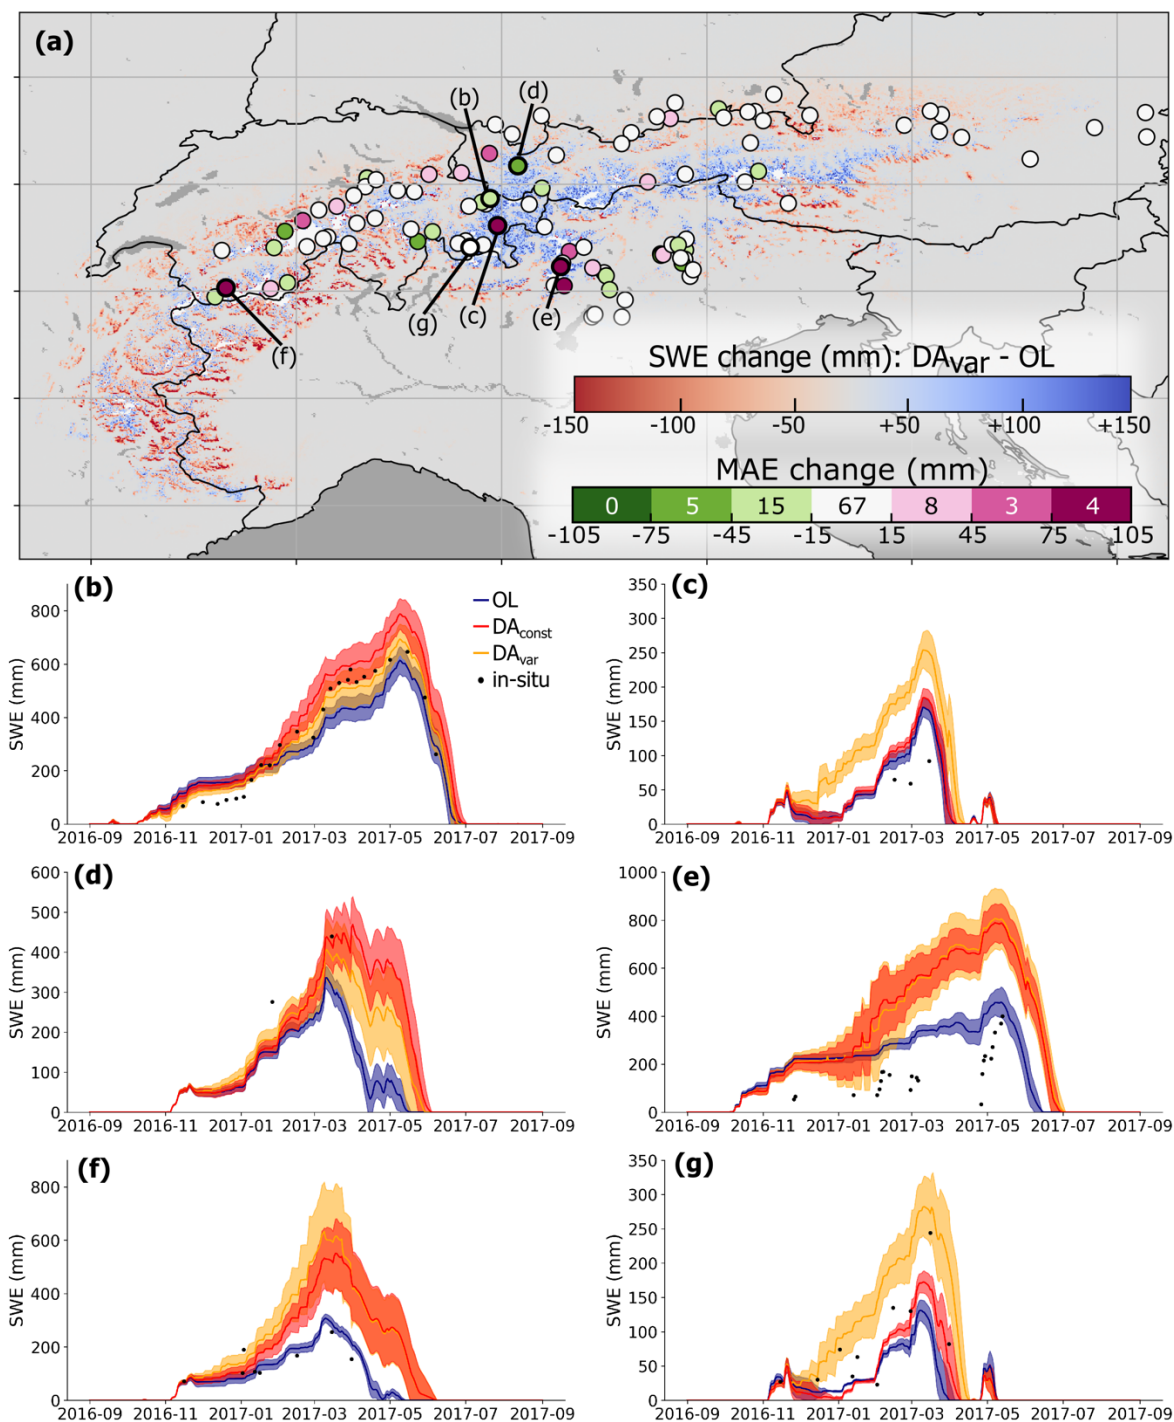 (a)
(b)
(d)
(g)
(c)
(e)
(f)
SWE change (mm): DAvar - OL
-150 -100 -50 +50 +100 +150
MAE change (mm)
0 5 15 67 8 3 4
-105 -75 -45 -15 15 45 75 105
(b)
800
600
400
200
0
SWE (mm)
OL
DAconst
DAvar
in-situ
2016-09 2016-11 2017-01 2017-03 2017-05 2017-07 2017-09
(c)
350
300
250
200
150
100
50
0
SWE (mm)
2016-09 2016-11 2017-01 2017-03 2017-05 2017-07 2017-09
(d)
600
500
400
300
200
100
0
SWE (mm)
2016-09 2016-11 2017-01 2017-03 2017-05 2017-07 2017-09
(e)
1000
800
600
400
200
0
SWE (mm)
2016-09 2016-11 2017-01 2017-03 2017-05 2017-07 2017-09
(f)
800
600
400
200
0
SWE (mm)
2016-09 2016-11 2017-01 2017-03 2017-05 2017-07 2017-09
(g)
350
300
250
200
150
100
50
0
SWE (mm)
2016-09 2016-11 2017-01 2017-03 2017-05 2017-07 2017-09